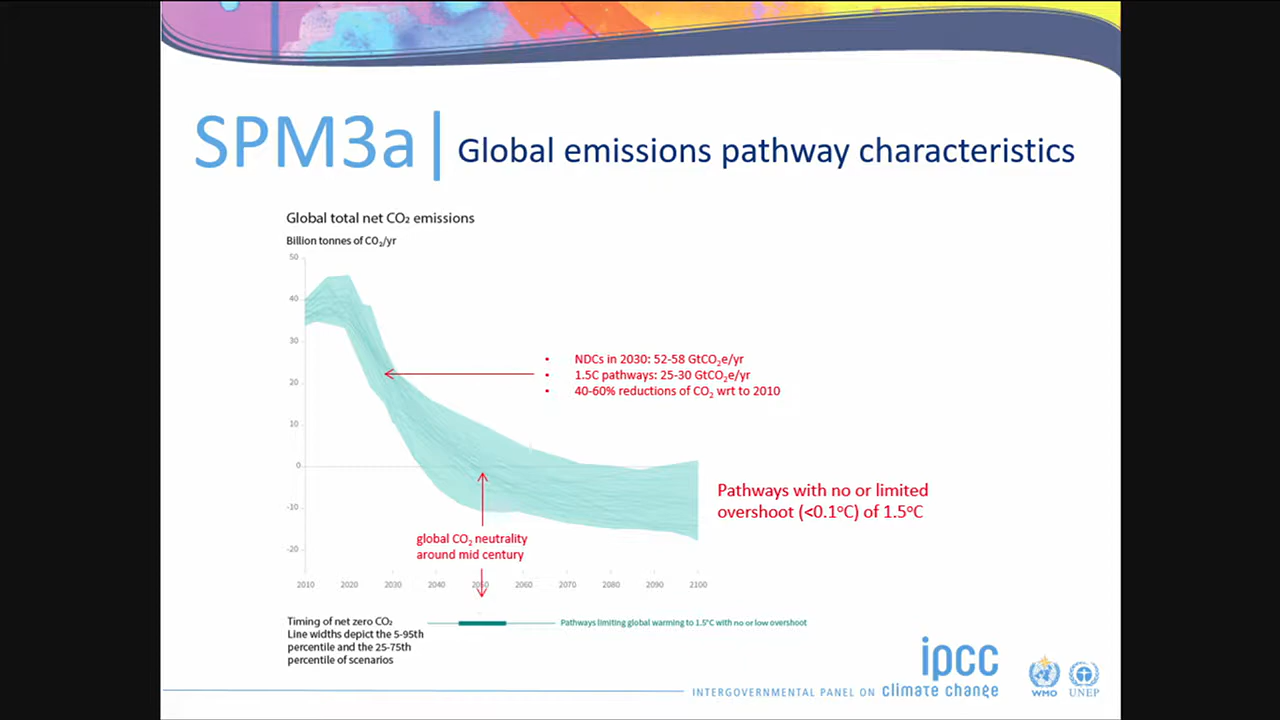 SPM3a| Global emissions pathway characteristics
Global total net CO₂ emissions
Billion tonnes of CO₂/yr
50
40
30
20
10
0
-10
-20
2010 2020 2030 2040 2050 2060 2070 2080 2090 2100
• NDCs in 2030: 52-58 GtCO₂e/yr
• 1.5C pathways: 25-30 GtCO₂e/yr
• 40-60% reductions of CO₂ wrt to 2010
Pathways with no or limited
overshoot (<0.1°C) of 1.5°C
global CO₂ neutrality
around mid century
Timing of net zero CO₂
Line widths depict the 5-95th
percentile and the 25-75th
percentile of scenarios
Pathways limiting global warming to 1.5°C with no or low overshoot
ipcc
INTERGOVERNMENTAL PANEL ON climate change
WMO UNEP